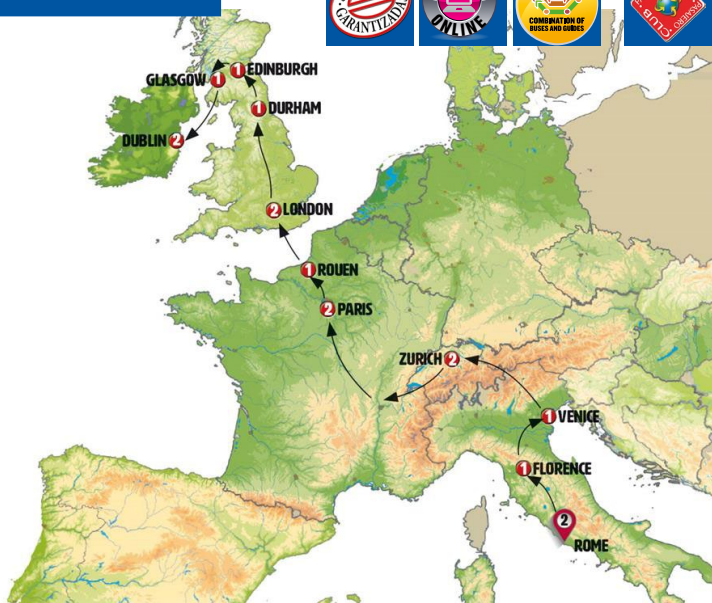 GARANTIZADA
ONLINE
COMBINATION OF
BUSES AND GUIDES
PASAJERO
CLUB
1 EDINBURGH
GLASGOW 1
1 DURHAM
DUBLIN 2
2 LONDON
1 ROUEN
2 PARIS
ZURICH 2
1 VENICE
1 FLORENCE
2
ROME